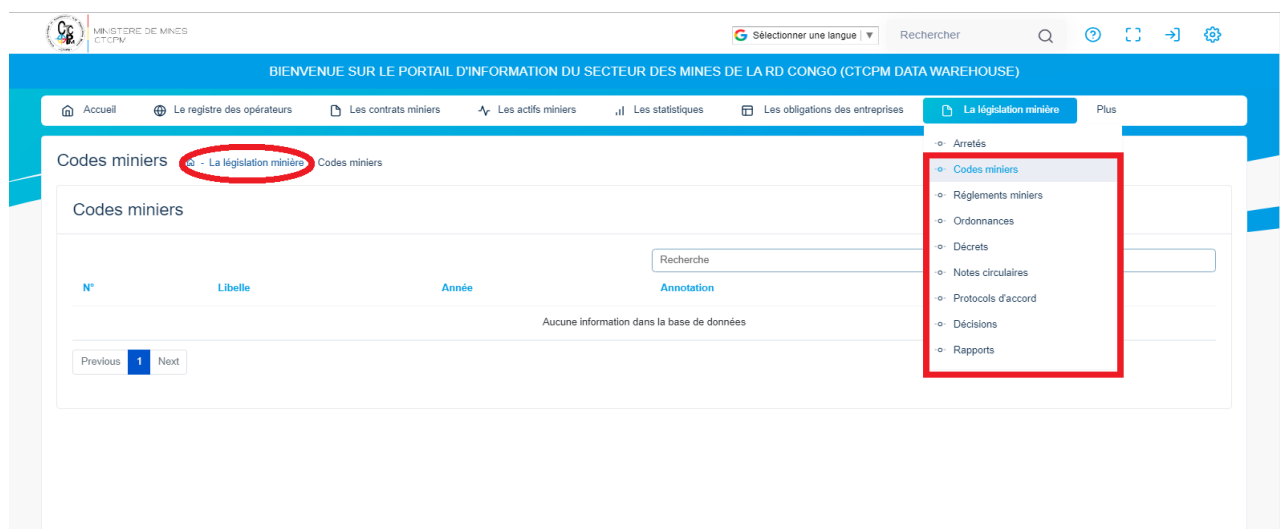 MINISTERE DE MINES
CTCPM
Sélectionner une langue
Rechercher
BIENVENUE SUR LE PORTAIL D'INFORMATION DU SECTEUR DES MINES DE LA RD CONGO (CTCPM DATA WAREHOUSE)
Accueil Le registre des opérateurs Les contrats miniers Les actifs miniers Les statistiques Les obligations des entreprises La législation minière Plus
Codes miniers - La législation minière Codes miniers
Arretés
Codes miniers
Réglements miniers
Ordonnances
Décrets
Notes circulaires
Protocols d'accord
Décisions
Rapports
Codes miniers
Recherche
N° Libelle Année Annotation
Aucune information dans la base de données
Previous 1 Next